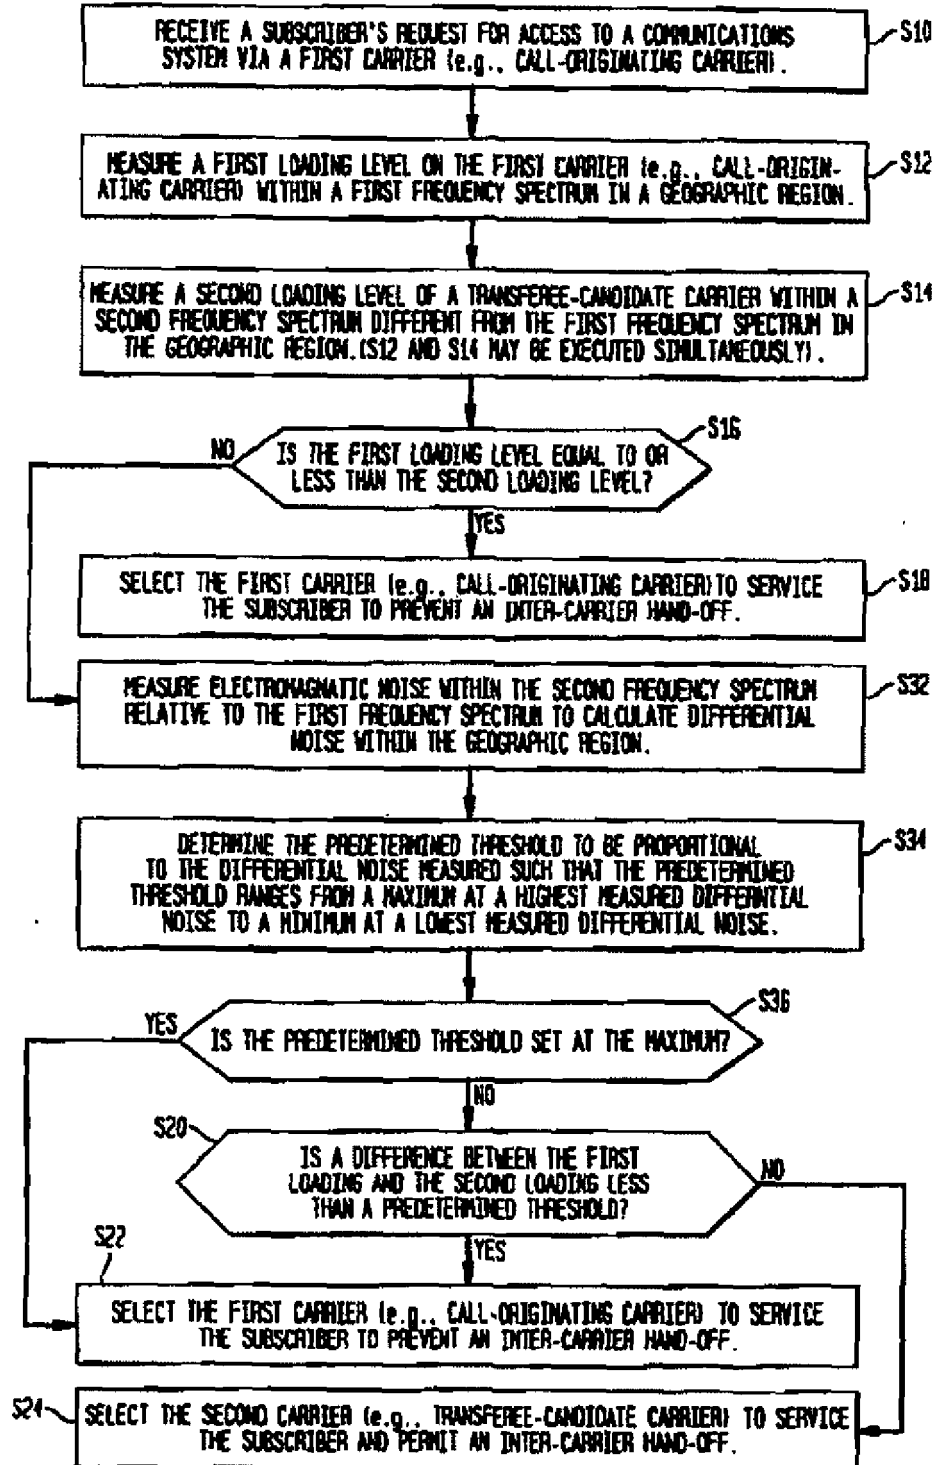 RECEIVE A SUBSCRIBER'S REQUEST FOR ACCESS TO A COMMUNICATIONS
SYSTEM VIA A FIRST CARRIER (e.g., CALL-ORIGINATING CARRIER).
S10
MEASURE A FIRST LOADING LEVEL ON THE FIRST CARRIER (e.g., CALL-ORIGIN-
ATING CARRIER) WITHIN A FIRST FREQUENCY SPECTRUM IN A GEOGRAPHIC REGION.
S12
MEASURE A SECOND LOADING LEVEL OF A TRANSFEREE-CANDIDATE CARRIER WITHIN A
SECOND FREQUENCY SPECTRUM DIFFERENT FROM THE FIRST FREQUENCY SPECTRUM IN
THE GEOGRAPHIC REGION.(S12 AND S14 MAY BE EXECUTED SIMULTANEOUSLY).
S14
S16
NO
IS THE FIRST LOADING LEVEL EQUAL TO OR
LESS THAN THE SECOND LOADING LEVEL?
YES
SELECT THE FIRST CARRIER (e.g., CALL-ORIGINATING CARRIER)TO SERVICE
THE SUBSCRIBER TO PREVENT AN INTER-CARRIER HAND-OFF.
S18
MEASURE ELECTROMAGNETIC NOISE WITHIN THE SECOND FREQUENCY SPECTRUM
RELATIVE TO THE FIRST FREQUENCY SPECTRUM TO CALCULATE DIFFERENTIAL
NOISE WITHIN THE GEOGRAPHIC REGION.
S32
DETERMINE THE PREDETERMINED THRESHOLD TO BE PROPORTIONAL
TO THE DIFFERENTIAL NOISE MEASURED SUCH THAT THE PREDETERMINED
THRESHOLD RANGES FROM A MAXIMUM AT A HIGHEST MEASURED DIFFERNTIAL
NOISE TO A MINIMUM AT A LOWEST MEASURED DIFFERENTIAL NOISE.
S34
S36
YES
IS THE PREDETERMINED THRESHOLD SET AT THE MAXIMUM?
NO
S20
IS A DIFFERENCE BETWEEN THE FIRST
LOADING AND THE SECOND LOADING LESS
THAN A PREDETERMINED THRESHOLD?
NO
YES
S22
SELECT THE FIRST CARRIER (e.g., CALL-ORIGINATING CARRIER) TO SERVICE
THE SUBSCRIBER TO PREVENT AN INTER-CARRIER HAND-OFF.
S24
SELECT THE SECOND CARRIER (e.g., TRANSFEREE-CANDIDATE CARRIER) TO SERVICE
THE SUBSCRIBER AND PERMIT AN INTER-CARRIER HAND-OFF.